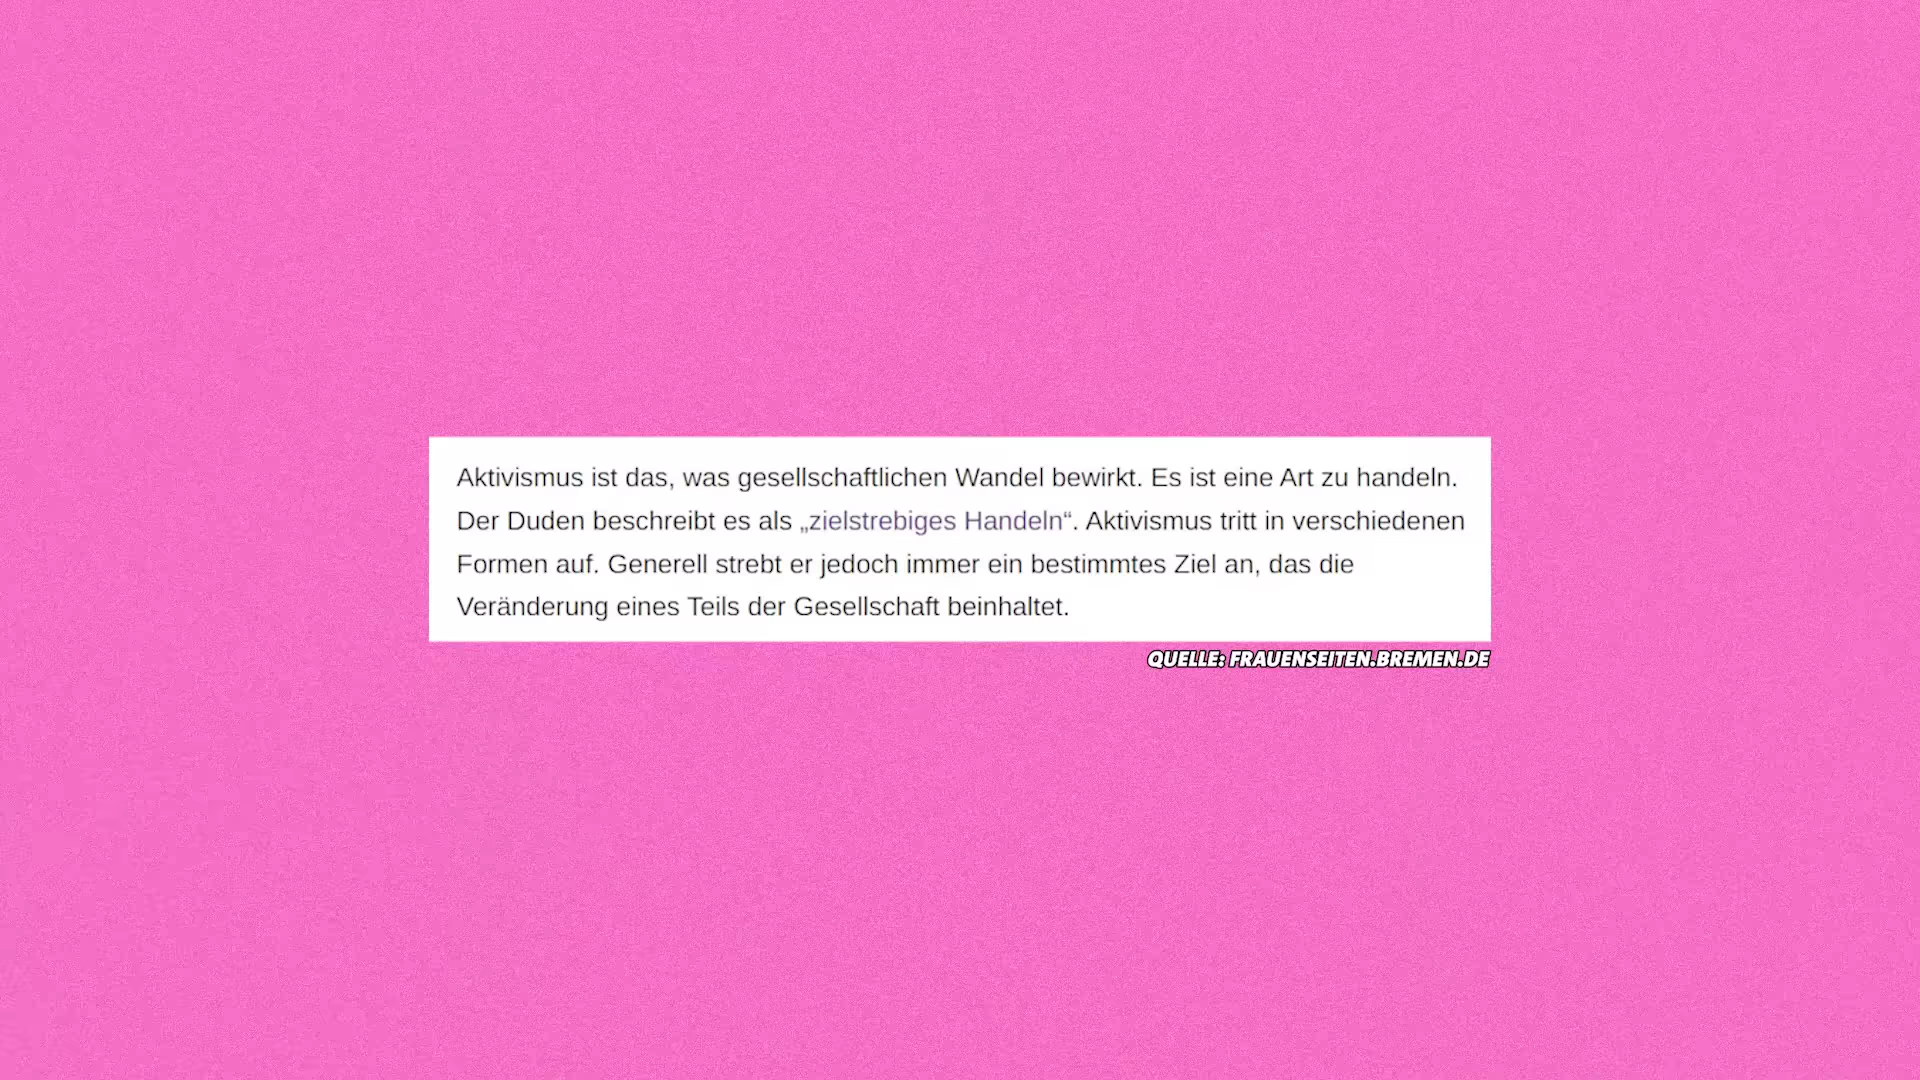 Aktivismus ist das, was gesellschaftlichen Wandel bewirkt. Es ist eine Art zu handeln.
Der Duden beschreibt es als „zielstrebiges Handeln“. Aktivismus tritt in verschiedenen
Formen auf. Generell strebt er jedoch immer ein bestimmtes Ziel an, das die
Veränderung eines Teils der Gesellschaft beinhaltet.
QUELLE: FRAUENSEITEN.BREMEN.DE